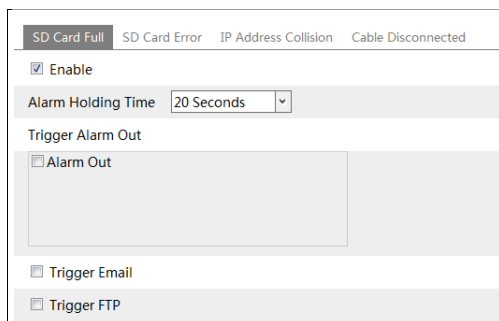 SD Card Full SD Card Error IP Address Collision Cable Disconnected
Enable
Alarm Holding Time 20 Seconds
Trigger Alarm Out
Alarm Out
Trigger Email
Trigger FTP